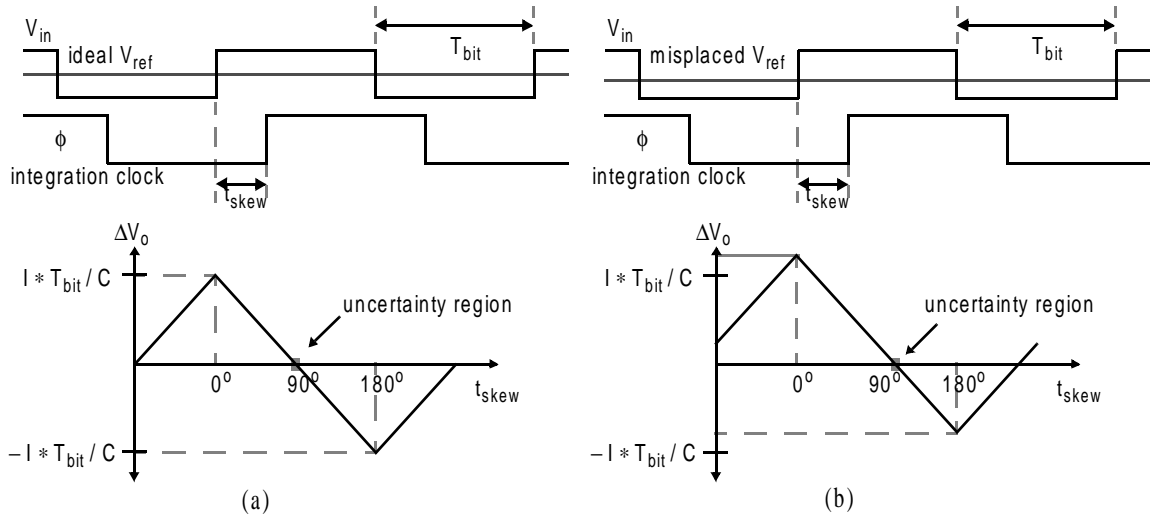 V_in
ideal V_ref
T_bit
ϕ
integration clock
t_skew
ΔV_o
I ∗ T_bit / C
uncertainty region
0°
90°
180°
t_skew
– I ∗ T_bit / C
(a)
V_in
misplaced V_ref
T_bit
ϕ
integration clock
t_skew
ΔV_o
I ∗ T_bit / C
uncertainty region
0°
90°
180°
t_skew
– I ∗ T_bit / C
(b)